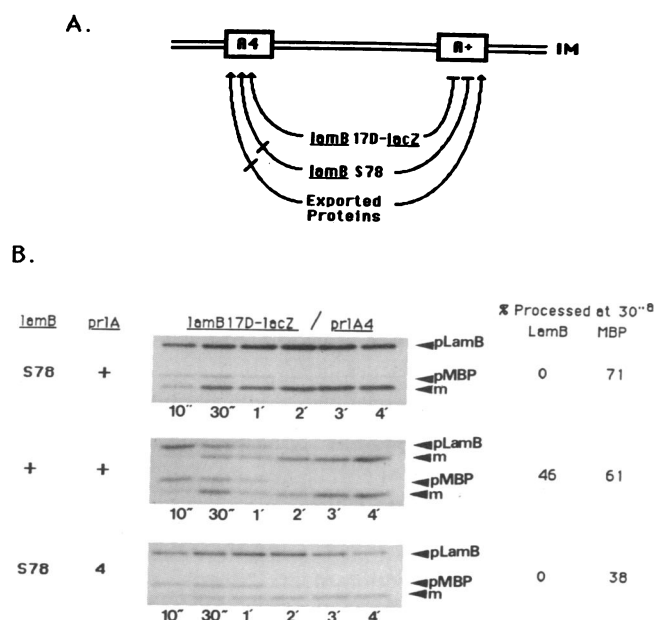 A.
A4
A+
IM
lamB 17D-lacZ
lamB S78
Exported
Proteins
B.
lamB prlA lamB17D-lacZ / prlA4 % Processed at 30"a
LamB MBP
S78 + pLamB
pMBP 0 71
m
10" 30" 1' 2' 3' 4'
+ + pLamB
m
pMBP 46 61
m
10" 30" 1' 2' 3' 4'
S78 4 pLamB
pMBP 0 38
m
10" 30" 1' 2' 3' 4'